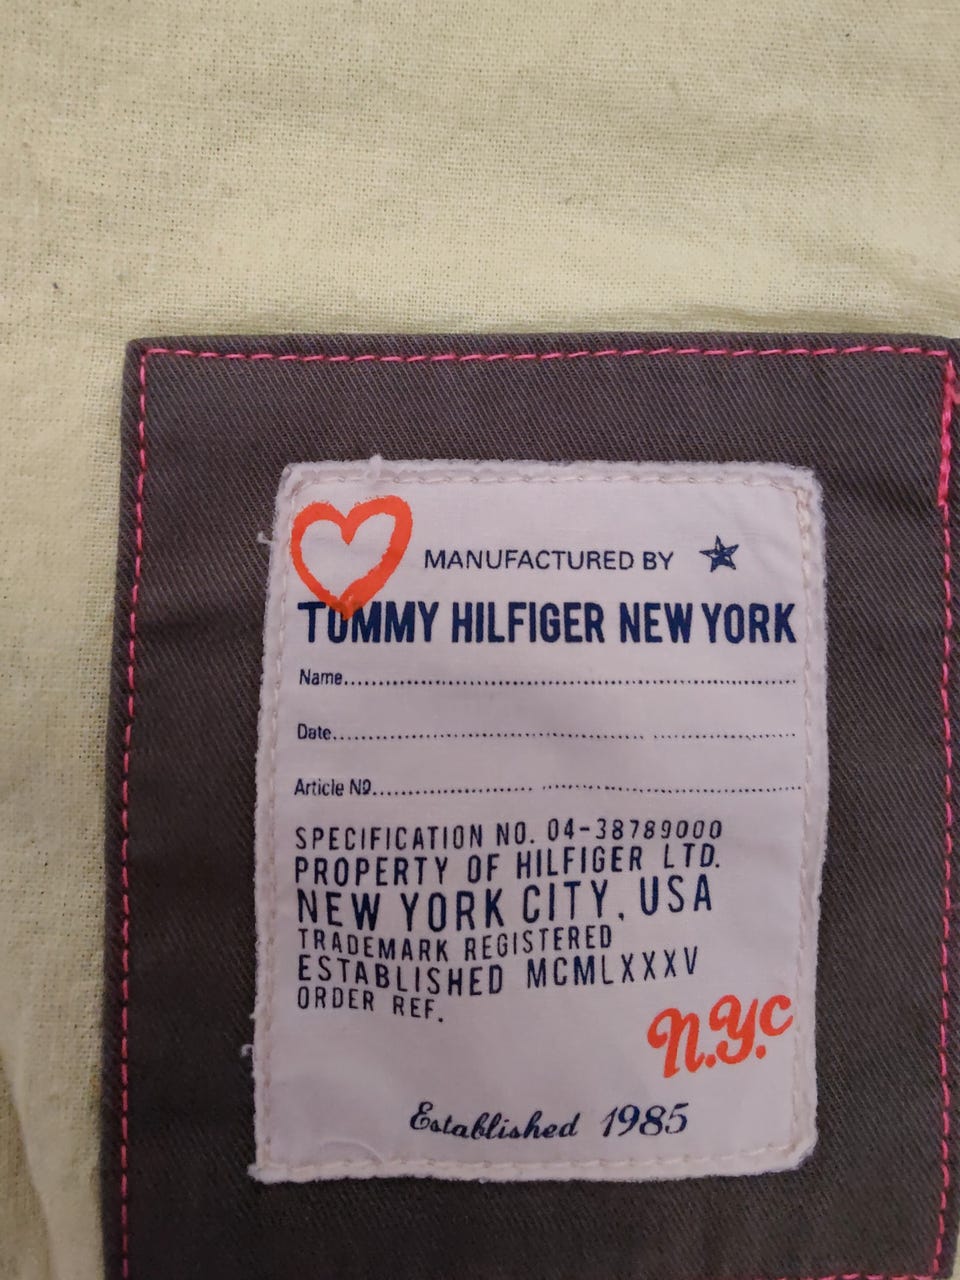 MANUFACTURED BY
TOMMY HILFIGER NEW YORK
Name........................................................
Date........................................................
Article Nº........................................................
SPECIFICATION NO. 04-38789000
PROPERTY OF HILFIGER LTD.
NEW YORK CITY, USA
TRADEMARK REGISTERED
ESTABLISHED MCMLXXXV
ORDER REF.
N.Y.C
Established 1985